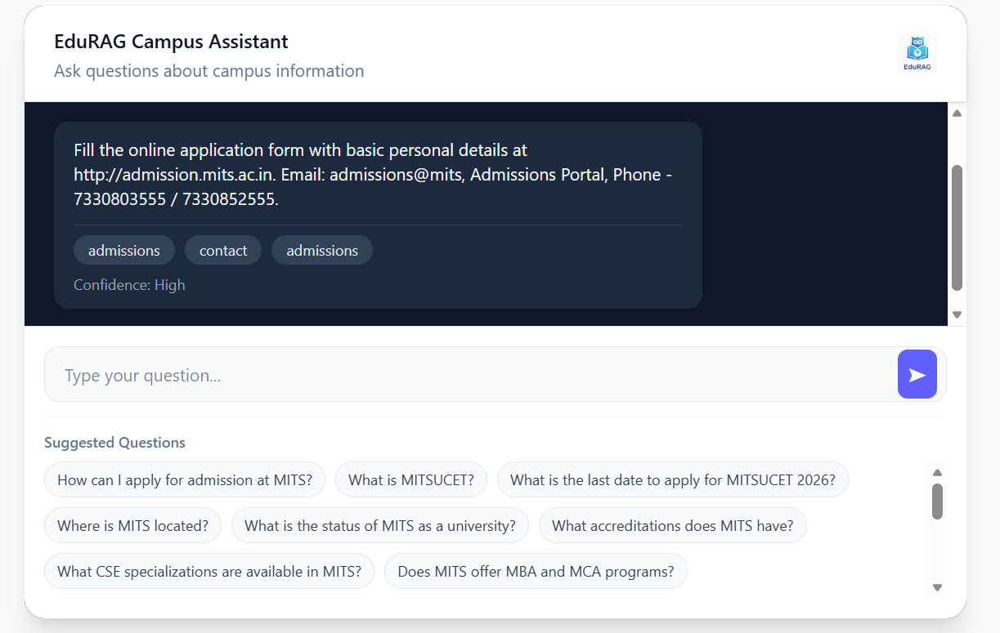 EduRAG Campus Assistant
Ask questions about campus information
EduRAG
Fill the online application form with basic personal details at
http://admission.mits.ac.in. Email: admissions@mits, Admissions Portal, Phone -
7330803555 / 7330852555.
admissions contact admissions
Confidence: High
Type your question...
Suggested Questions
How can I apply for admission at MITS? What is MITSUCET? What is the last date to apply for MITSUCET 2026?
Where is MITS located? What is the status of MITS as a university? What accreditations does MITS have?
What CSE specializations are available in MITS? Does MITS offer MBA and MCA programs?